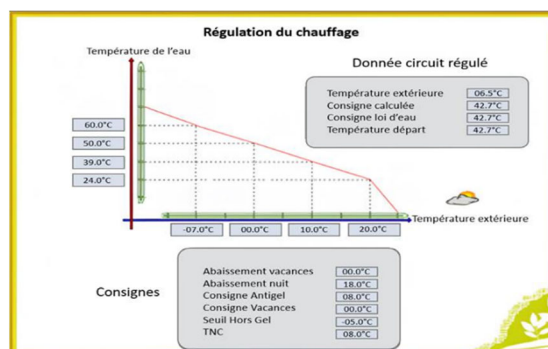 Régulation du chauffage
Température de l'eau
Donnée circuit régulé
Température extérieure 06.5°C
Consigne calculée 42.7°C
Consigne loi d'eau 42.7°C
Température départ 42.7°C
60.0°C
50.0°C
39.0°C
24.0°C
Température extérieure
-07.0°C 00.0°C 10.0°C 20.0°C
Consignes
Abaissement vacances 00.0°C
Abaissement nuit 18.0°C
Consigne Antigel 08.0°C
Consigne Vacances 00.0°C
Seuil Hors Gel -05.0°C
TNC 08.0°C